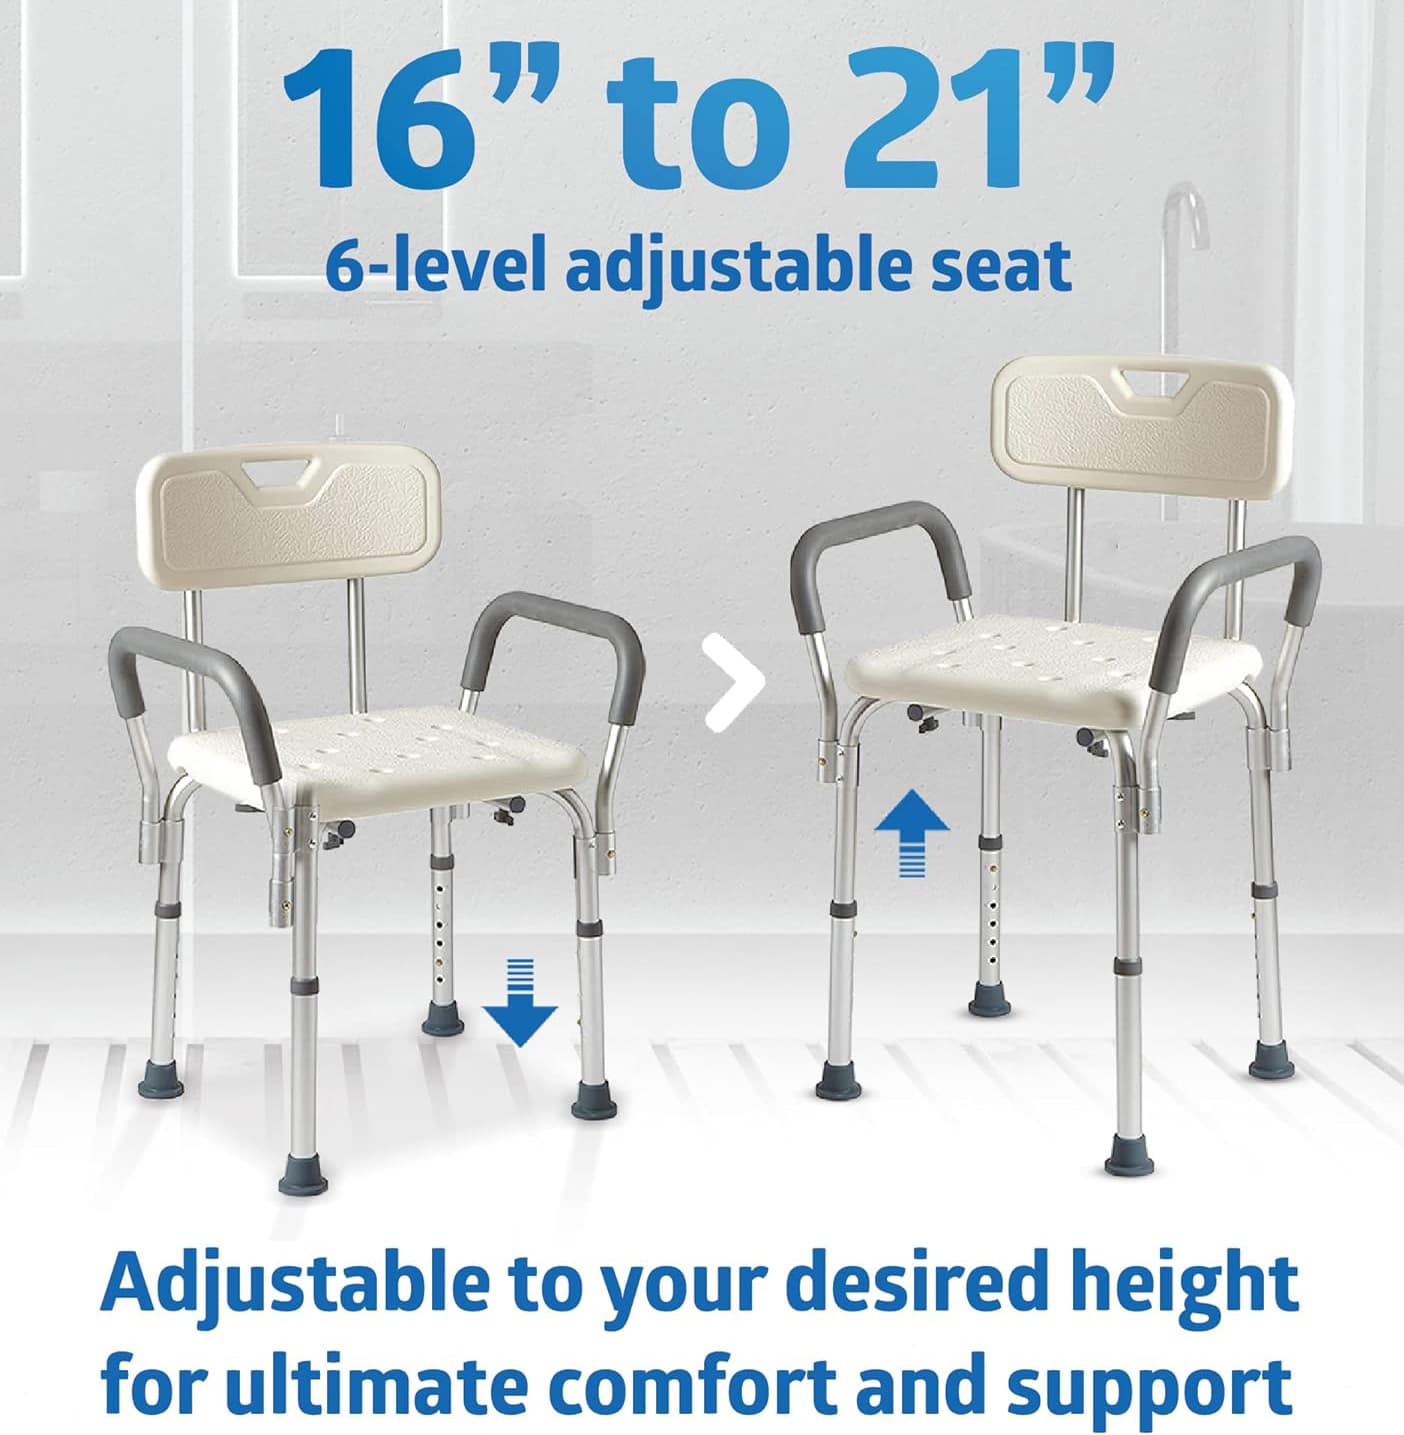 16” to 21”
6-level adjustable seat
Adjustable to your desired height
for ultimate comfort and support